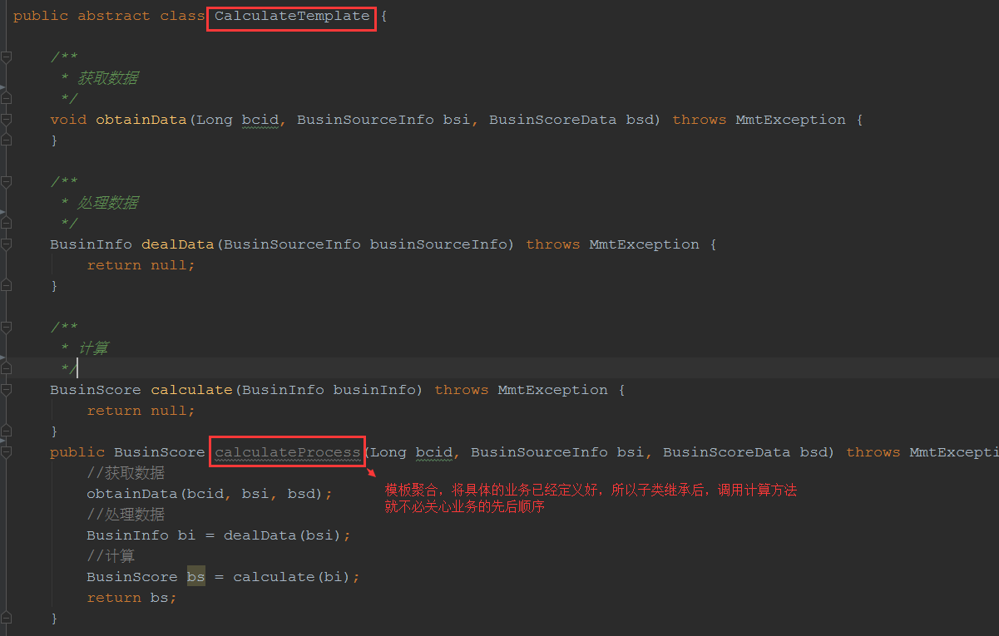 public abstract class CalculateTemplate {
/**
* 获取数据
*/
void obtainData(Long bcid, BusinSourceInfo bsi, BusinScoreData bsd) throws MmtException {
}
/**
* 处理数据
*/
BusinInfo dealData(BusinSourceInfo businSourceInfo) throws MmtException {
return null;
}
/**
* 计算
*/
BusinScore calculate(BusinInfo businInfo) throws MmtException {
return null;
}
public BusinScore calculateProcess(Long bcid, BusinSourceInfo bsi, BusinScoreData bsd) throws MmtExcepti
//获取数据
obtainData(bcid, bsi, bsd);
模板聚合，将具体的业务已经定义好，所以子类继承后，调用计算方法
就不必关心业务的先后顺序
//处理数据
BusinInfo bi = dealData(bsi);
//计算
BusinScore bs = calculate(bi);
return bs;
}